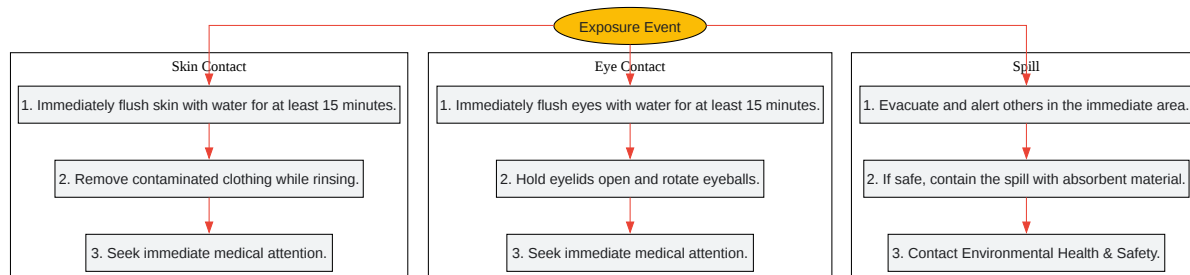 Exposure Event
Skin Contact
1. Immediately flush skin with water for at least 15 minutes.
2. Remove contaminated clothing while rinsing.
3. Seek immediate medical attention.
Eye Contact
1. Immediately flush eyes with water for at least 15 minutes.
2. Hold eyelids open and rotate eyeballs.
3. Seek immediate medical attention.
Spill
1. Evacuate and alert others in the immediate area.
2. If safe, contain the spill with absorbent material.
3. Contact Environmental Health & Safety.